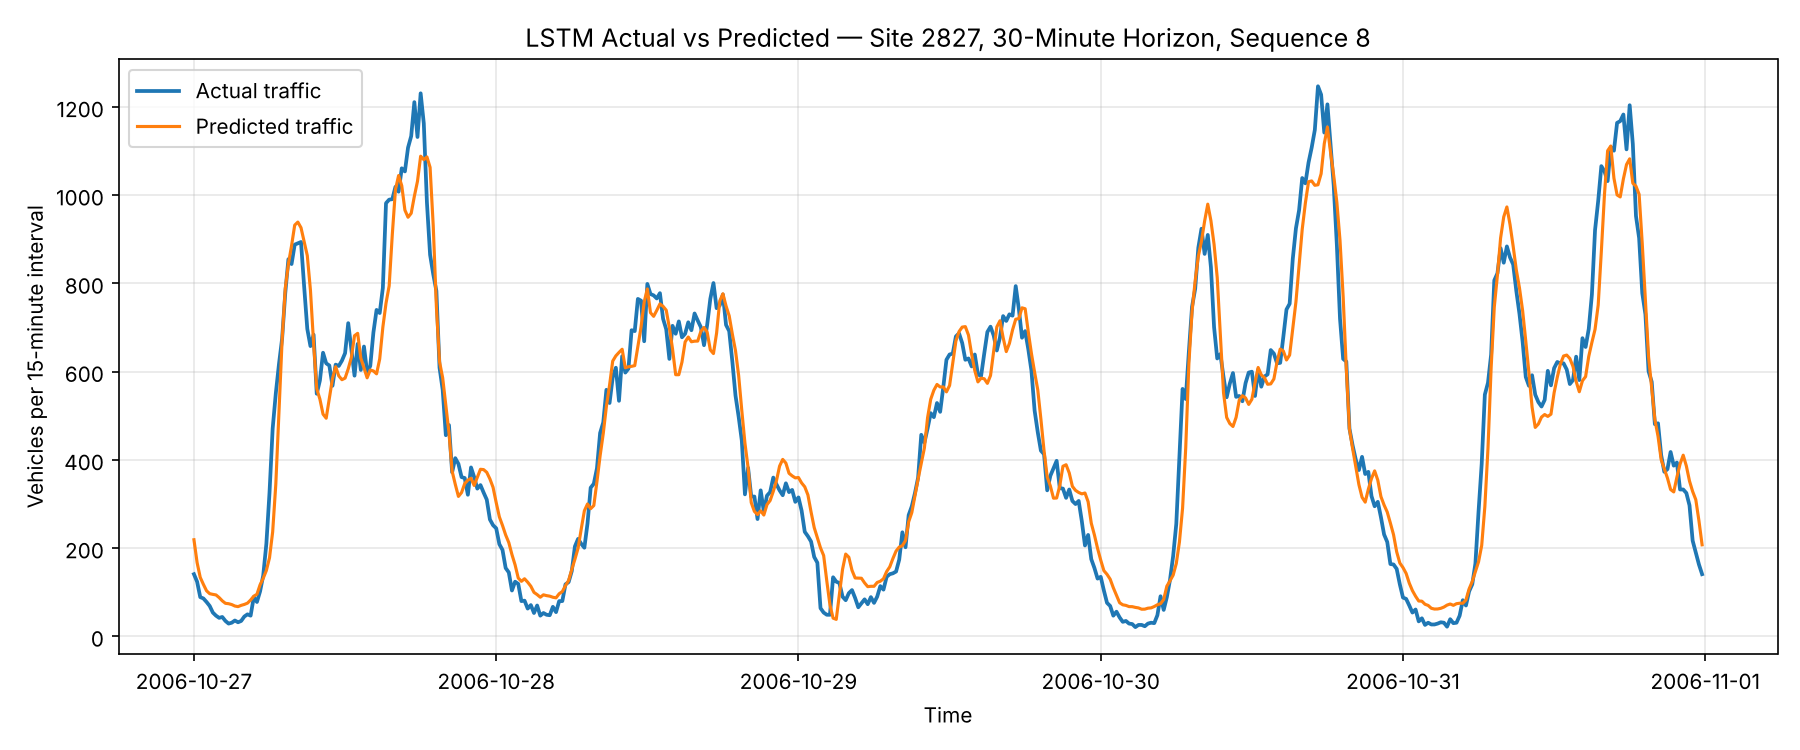 LSTM Actual vs Predicted — Site 2827, 30-Minute Horizon, Sequence 8
Actual traffic
Predicted traffic
Vehicles per 15-minute interval
1200
1000
800
600
400
200
0
2006-10-27
2006-10-28
2006-10-29
2006-10-30
2006-10-31
2006-11-01
Time